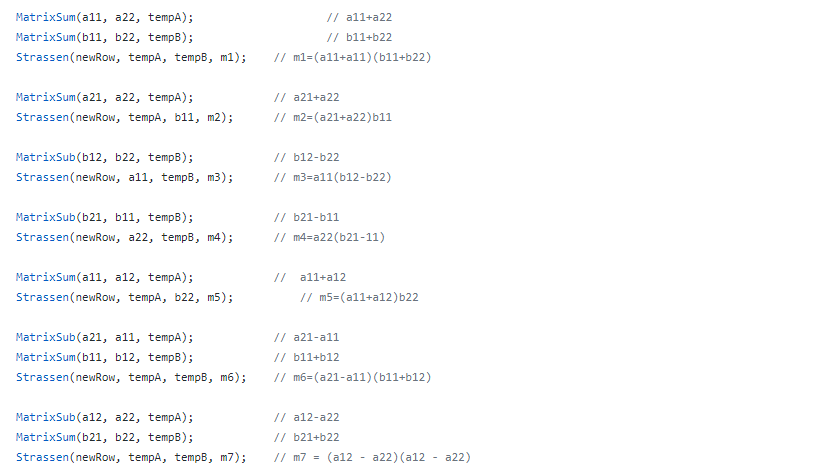 MatrixSum(a11, a22, tempA); // a11+a22
MatrixSum(b11, b22, tempB); // b11+b22
Strassen(newRow, tempA, tempB, m1); // m1=(a11+a11)(b11+b22)
MatrixSum(a21, a22, tempA); // a21+a22
Strassen(newRow, tempA, b11, m2); // m2=(a21+a22)b11
MatrixSub(b12, b22, tempB); // b12-b22
Strassen(newRow, a11, tempB, m3); // m3=a11(b12-b22)
MatrixSub(b21, b11, tempB); // b21-b11
Strassen(newRow, a22, tempB, m4); // m4=a22(b21-11)
MatrixSum(a11, a12, tempA); //  a11+a12
Strassen(newRow, tempA, b22, m5); // m5=(a11+a12)b22
MatrixSub(a21, a11, tempA); // a21-a11
MatrixSum(b11, b12, tempB); // b11+b12
Strassen(newRow, tempA, tempB, m6); // m6=(a21-a11)(b11+b12)
MatrixSub(a12, a22, tempA); // a12-a22
MatrixSum(b21, b22, tempB); // b21+b22
Strassen(newRow, tempA, tempB, m7); // m7 = (a12 - a22)(a12 - a22)